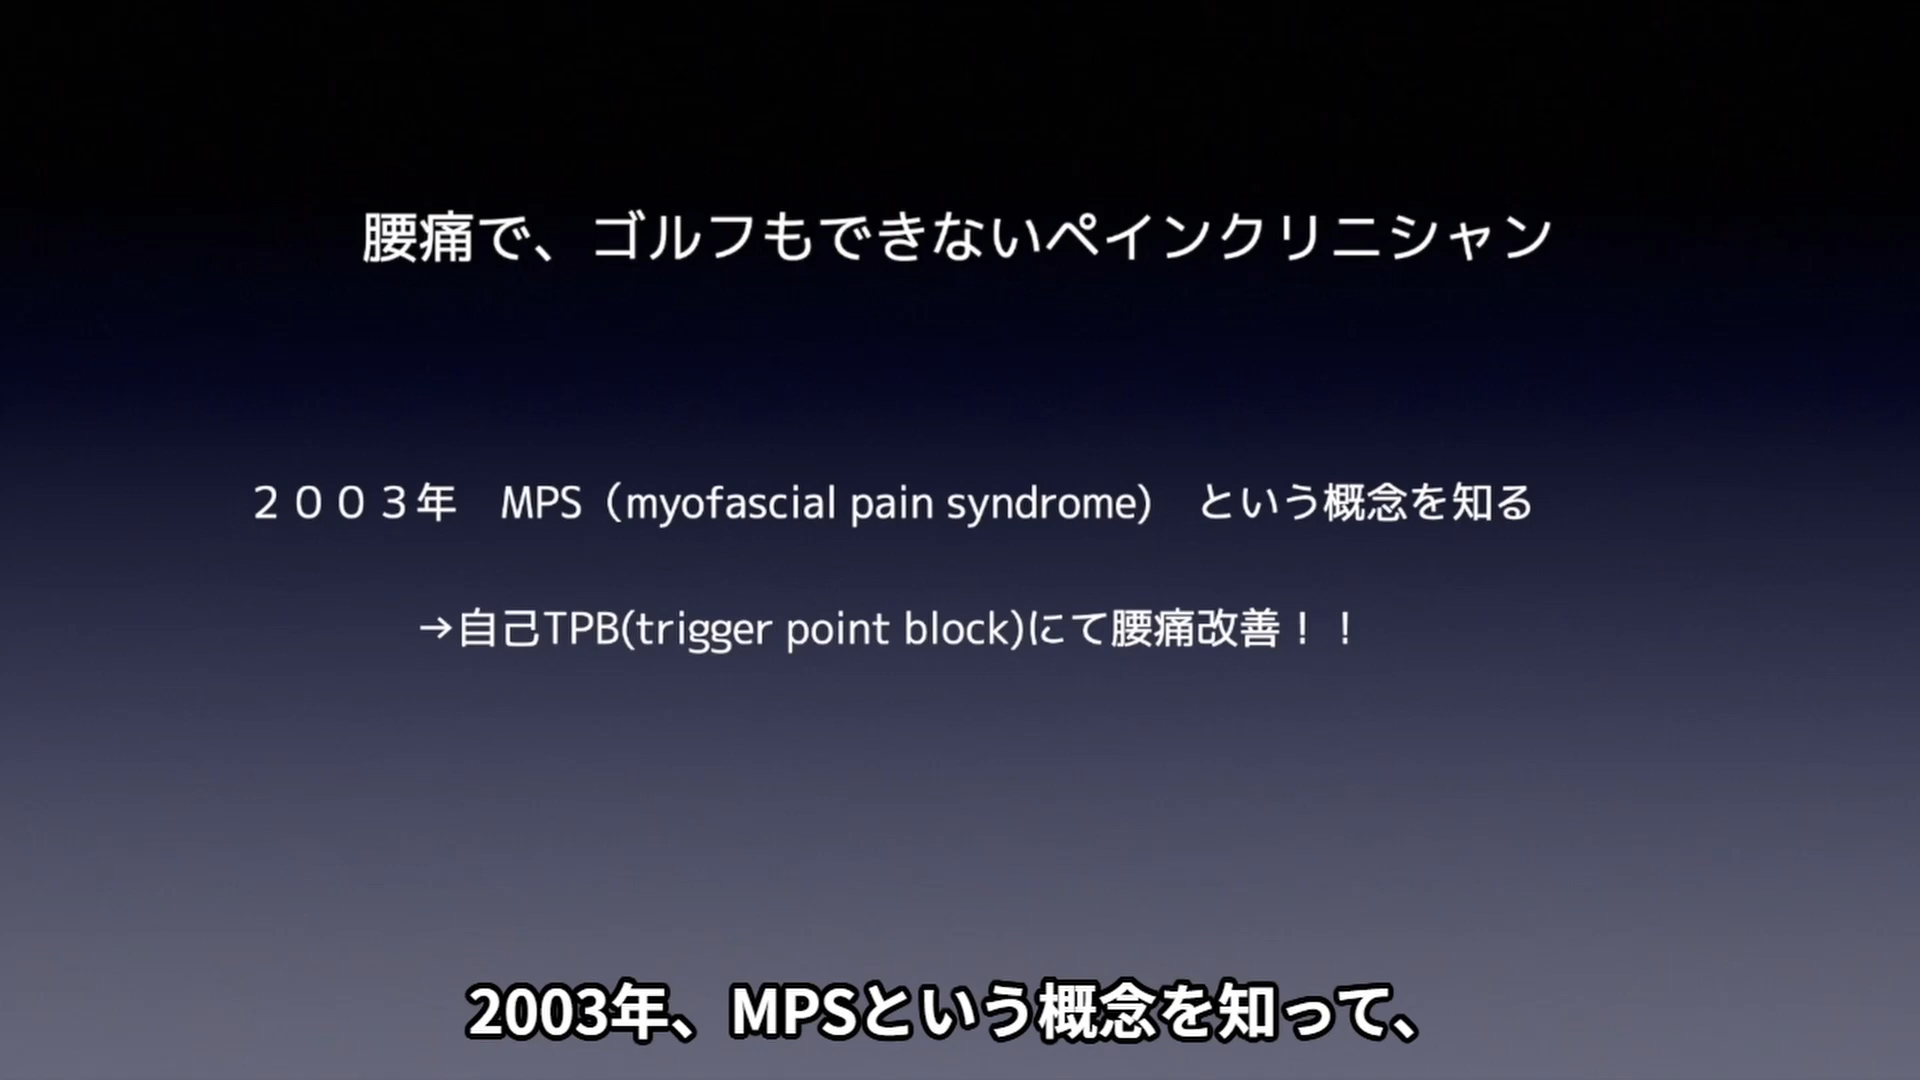 腰痛で、ゴルフもできないペインクリニシャン
２００３年　MPS（myofascial pain syndrome)　という概念を知る
→自己TPB(trigger point block)にて腰痛改善！！
2003年、MPSという概念を知って、